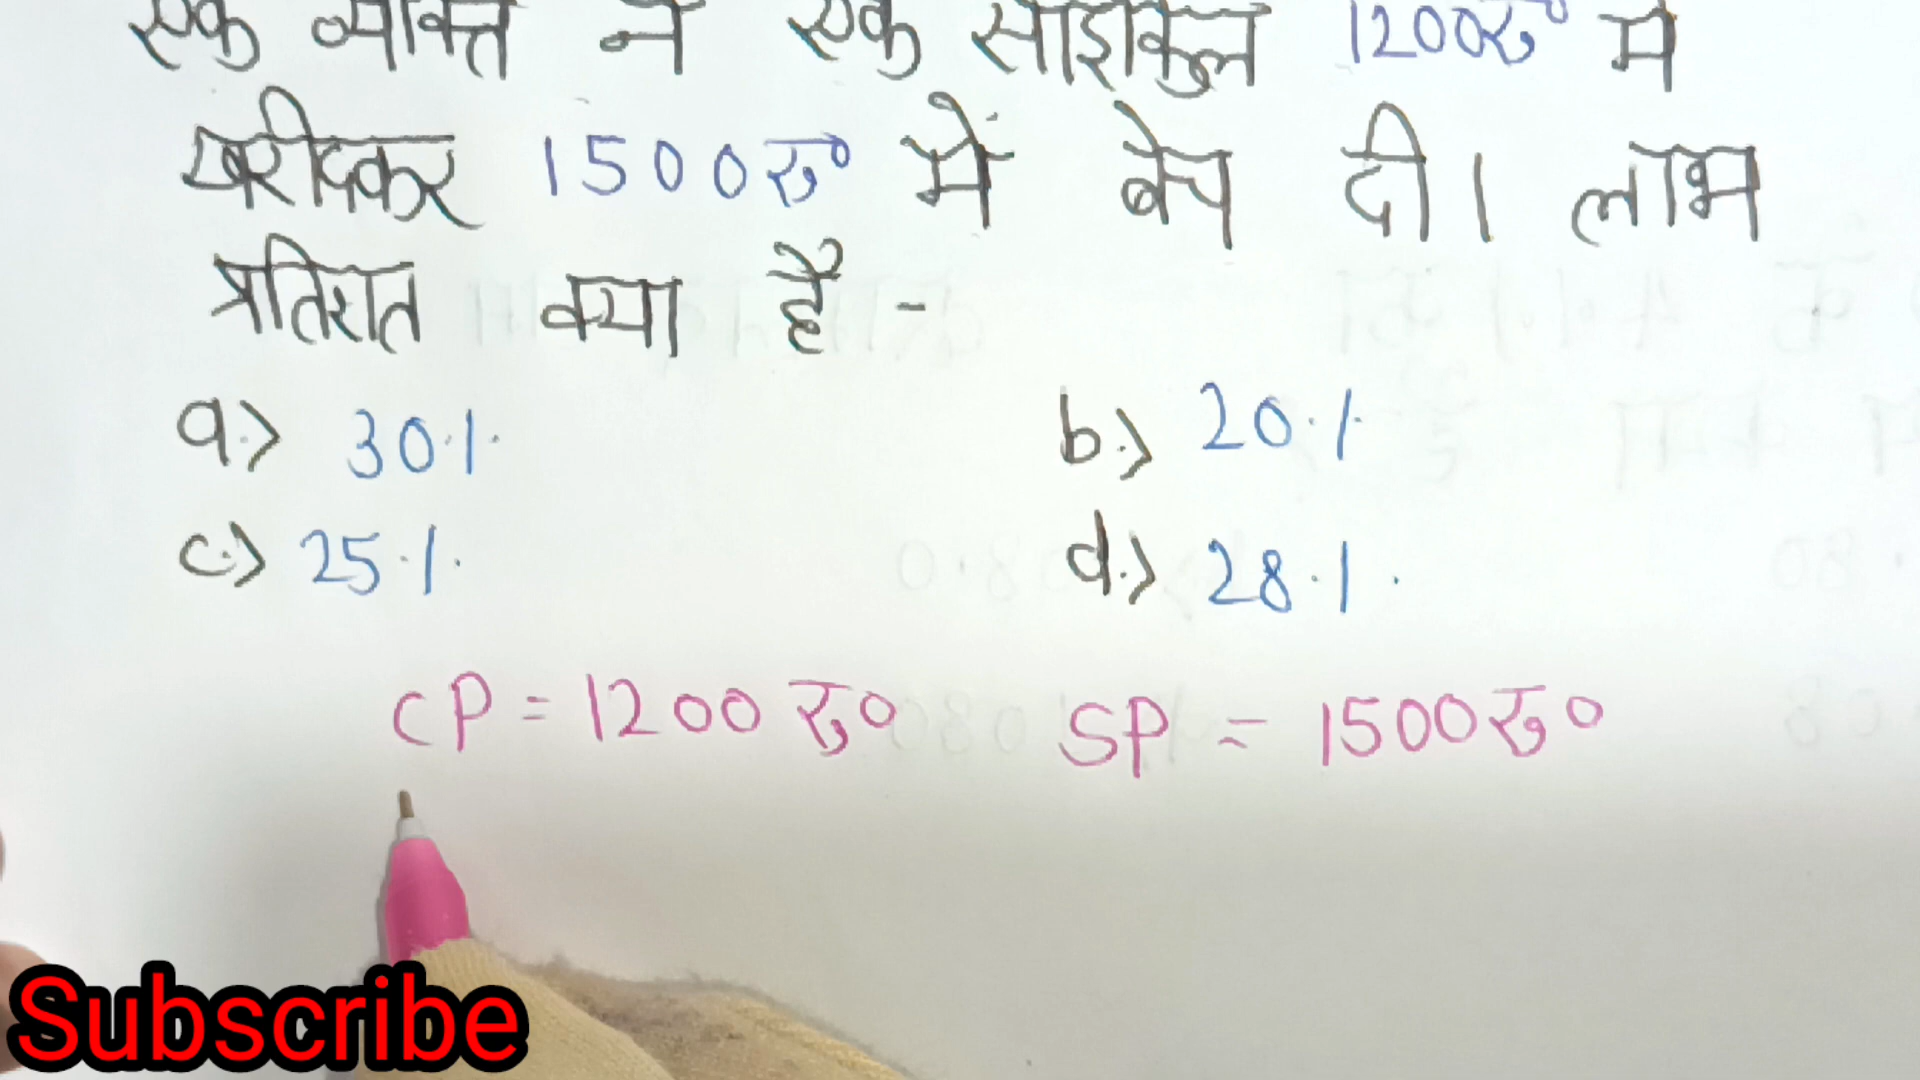 एक व्यक्ति ने एक साइकिल 1200रु० में
खरीदकर 1500रु० में बेच दी। लाभ
प्रतिशत क्या है -
a.> 30% b.> 20%
c.> 25% d.> 28%
CP = 1200 रु० SP = 1500रु०
Subscribe